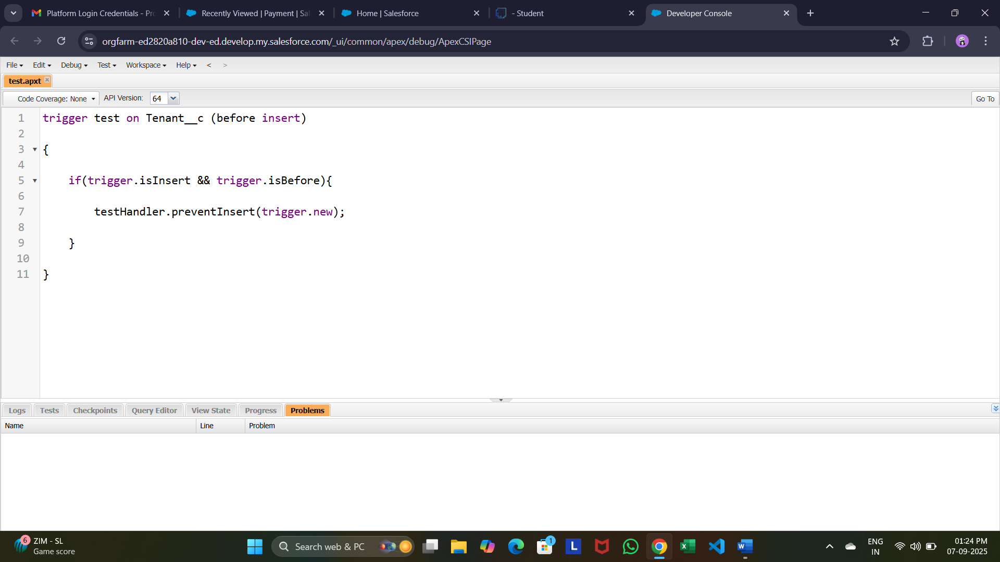 Platform Login Credentials - Pro
Recently Viewed | Payment | Sal
Home | Salesforce
- Student
Developer Console
orgfarm-ed2820a810-dev-ed.develop.my.salesforce.com/_ui/common/apex/debug/ApexCSIPage
File Edit Debug Test Workspace Help < >
test.apxt
Code Coverage: None API Version: 64 Go To
1 trigger test on Tenant__c (before insert)
2
3 {
4
5 if(trigger.isInsert && trigger.isBefore){
6
7 testHandler.preventInsert(trigger.new);
8
9 }
10
11 }
Logs Tests Checkpoints Query Editor View State Progress Problems
Name Line Problem
6 ZIM - SL
Game score
Search web & PC
1
L
ENG
IN
01:24 PM
07-09-2025